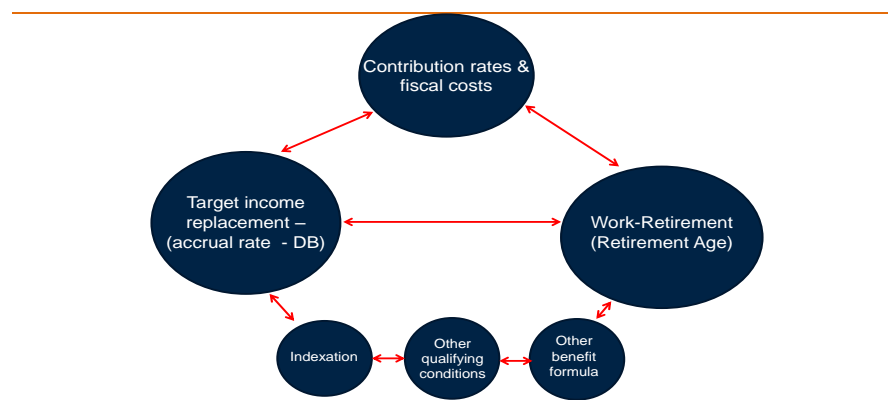 Contribution rates &
fiscal costs
Target income
replacement –
(accrual rate  - DB)
Work-Retirement
(Retirement Age)
Indexation
Other
qualifying
conditions
Other
benefit
formula